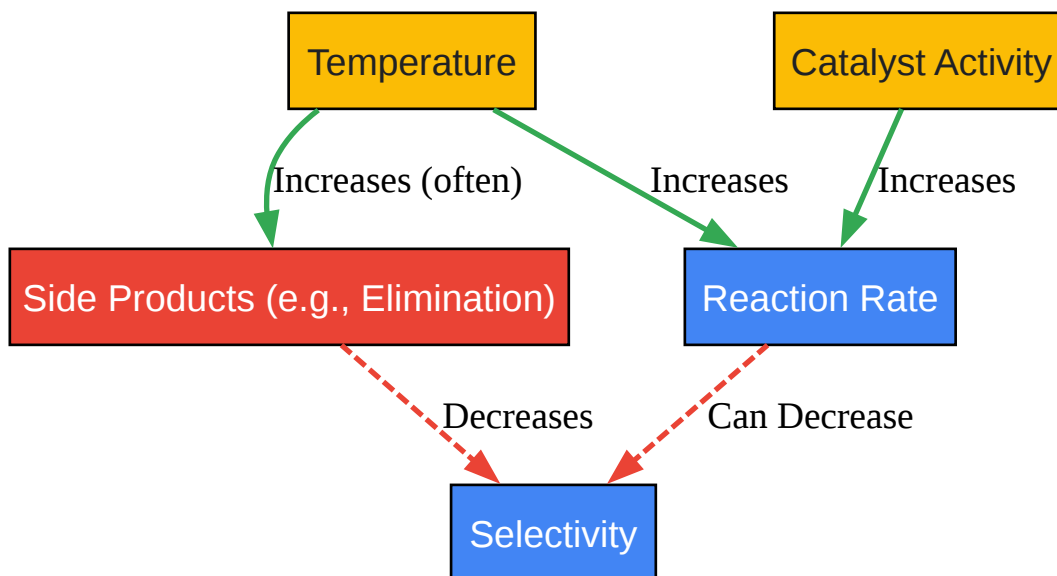 Temperature
Catalyst Activity
Increases (often)
Increases
Increases
Side Products (e.g., Elimination)
Reaction Rate
Decreases
Can Decrease
Selectivity